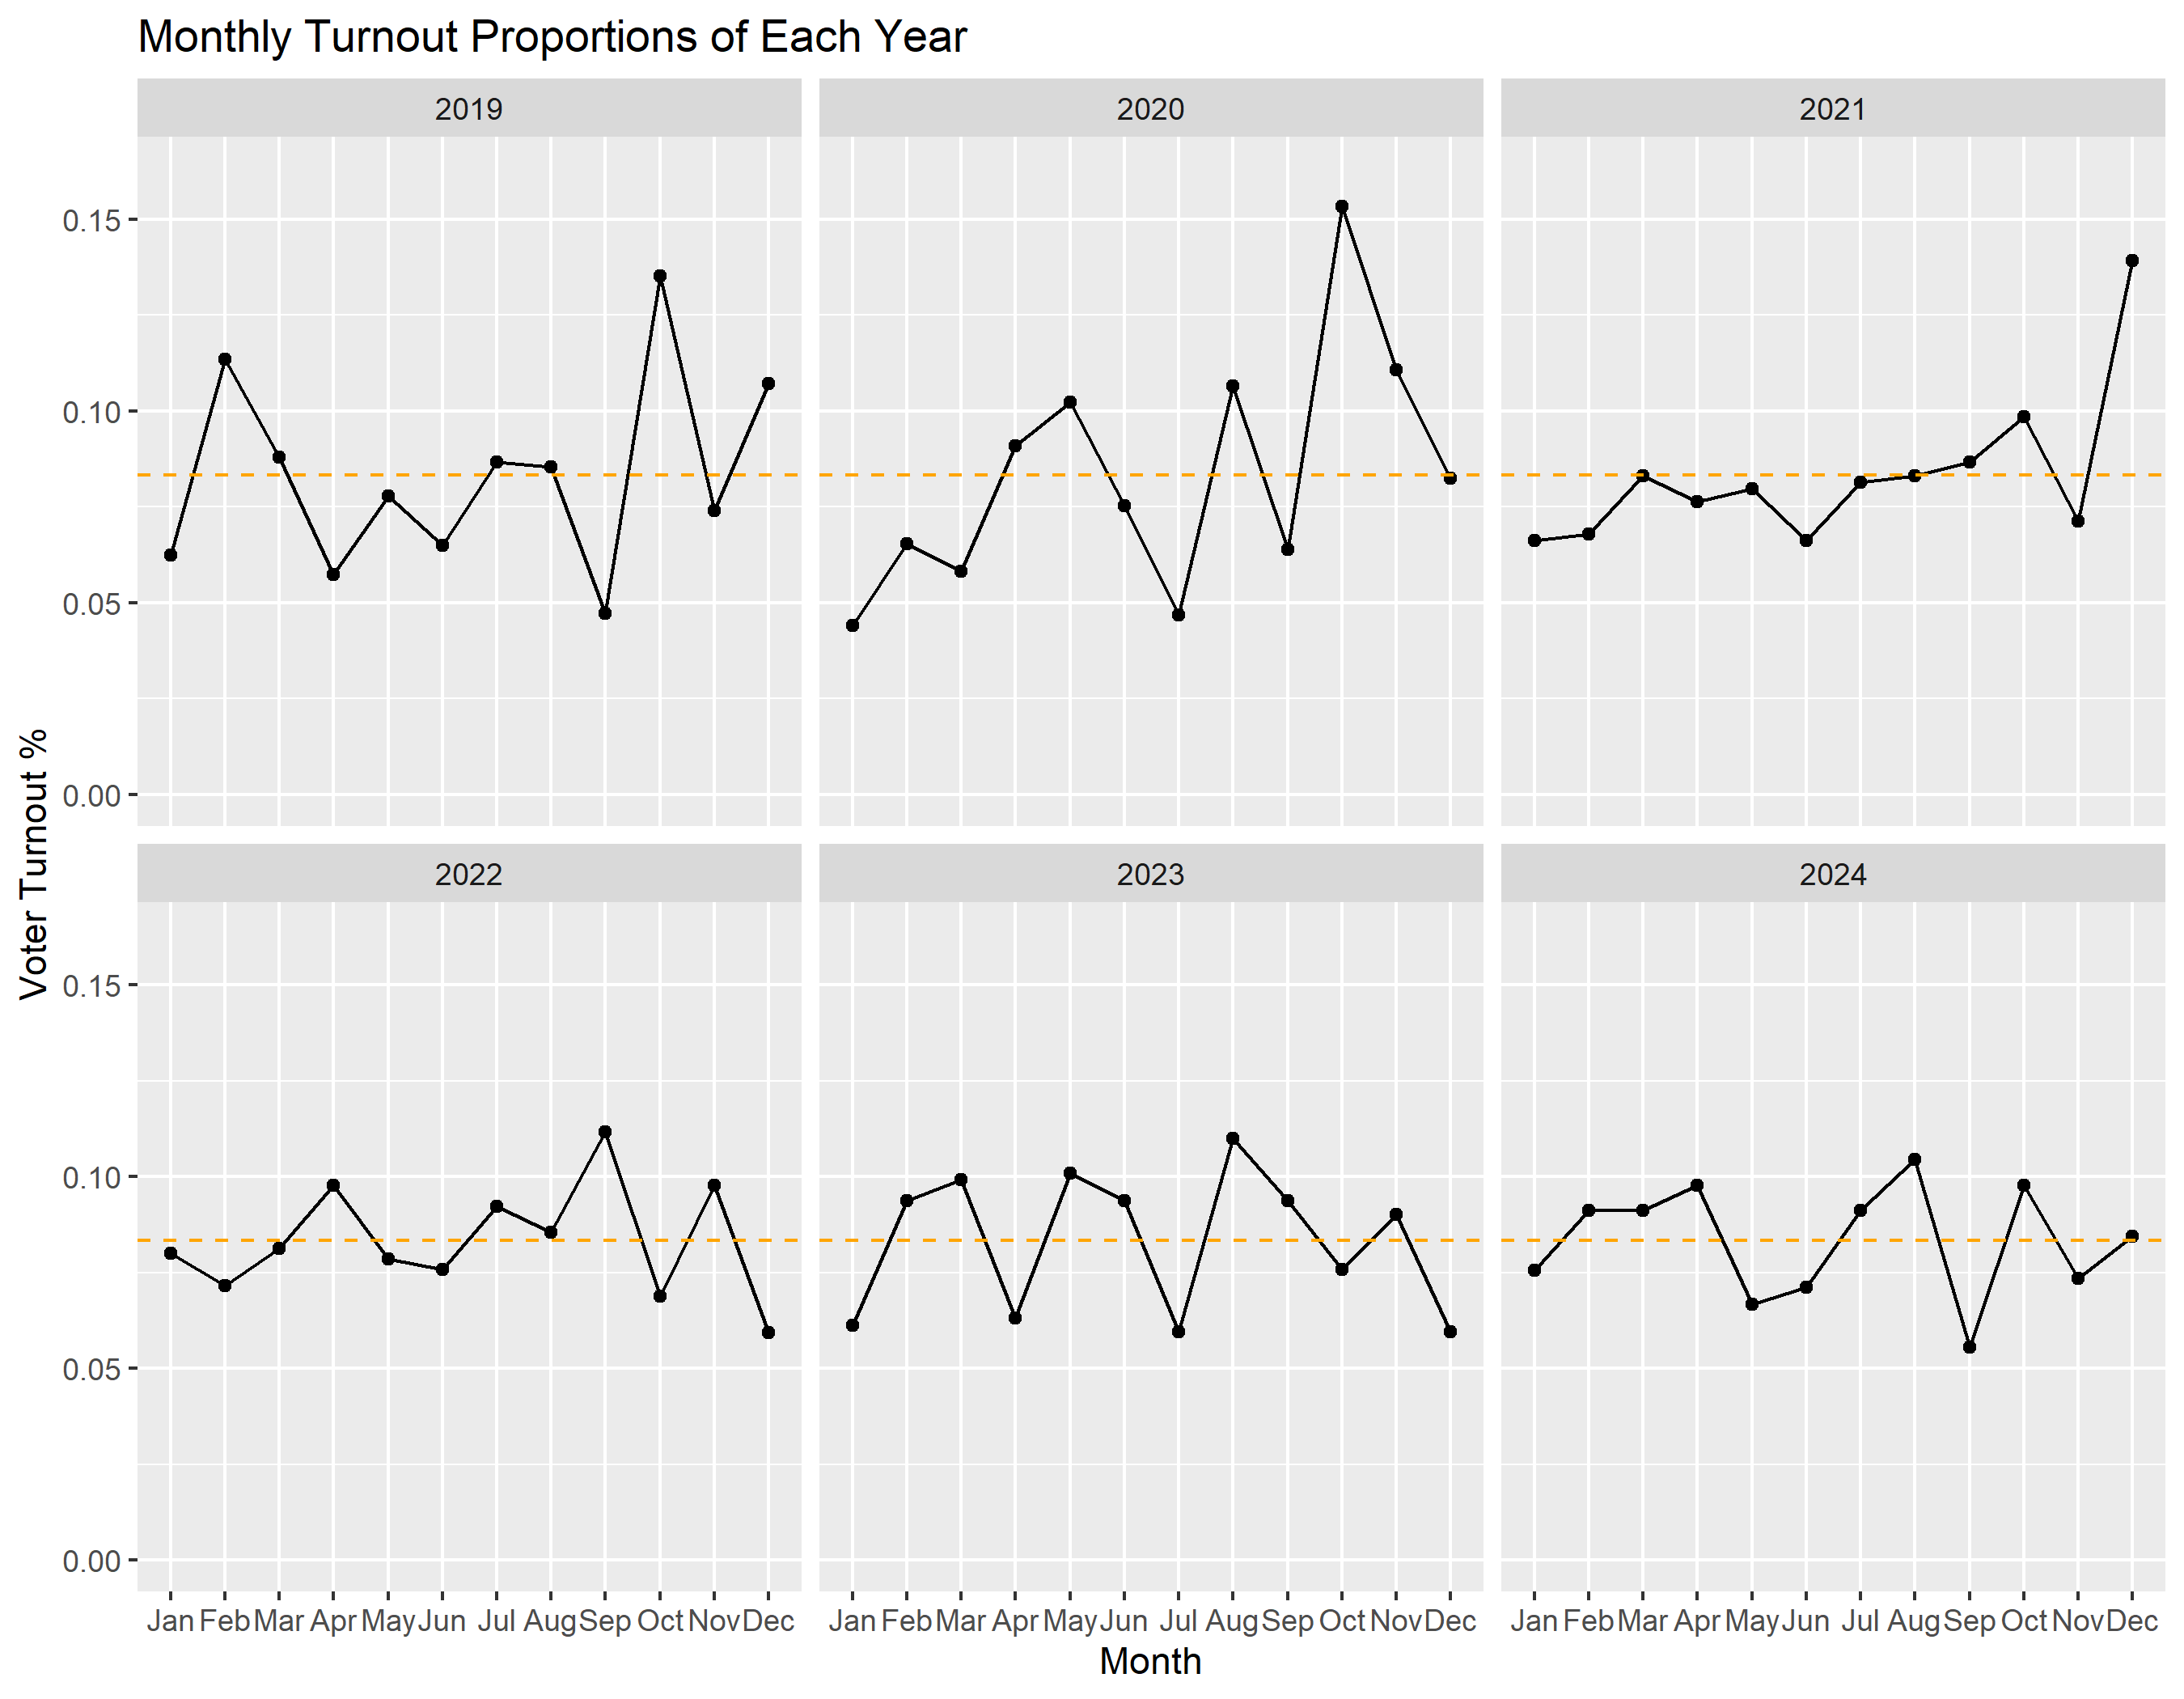 Monthly Turnout Proportions of Each Year
2019 2020 2021
0.15
0.10
0.05
0.00
Voter Turnout %
2022 2023 2024
0.15
0.10
0.05
0.00
Jan Feb Mar Apr May Jun Jul Aug Sep Oct Nov Dec Jan Feb Mar Apr May Jun Jul Aug Sep Oct Nov Dec Jan Feb Mar Apr May Jun Jul Aug Sep Oct Nov Dec
Month